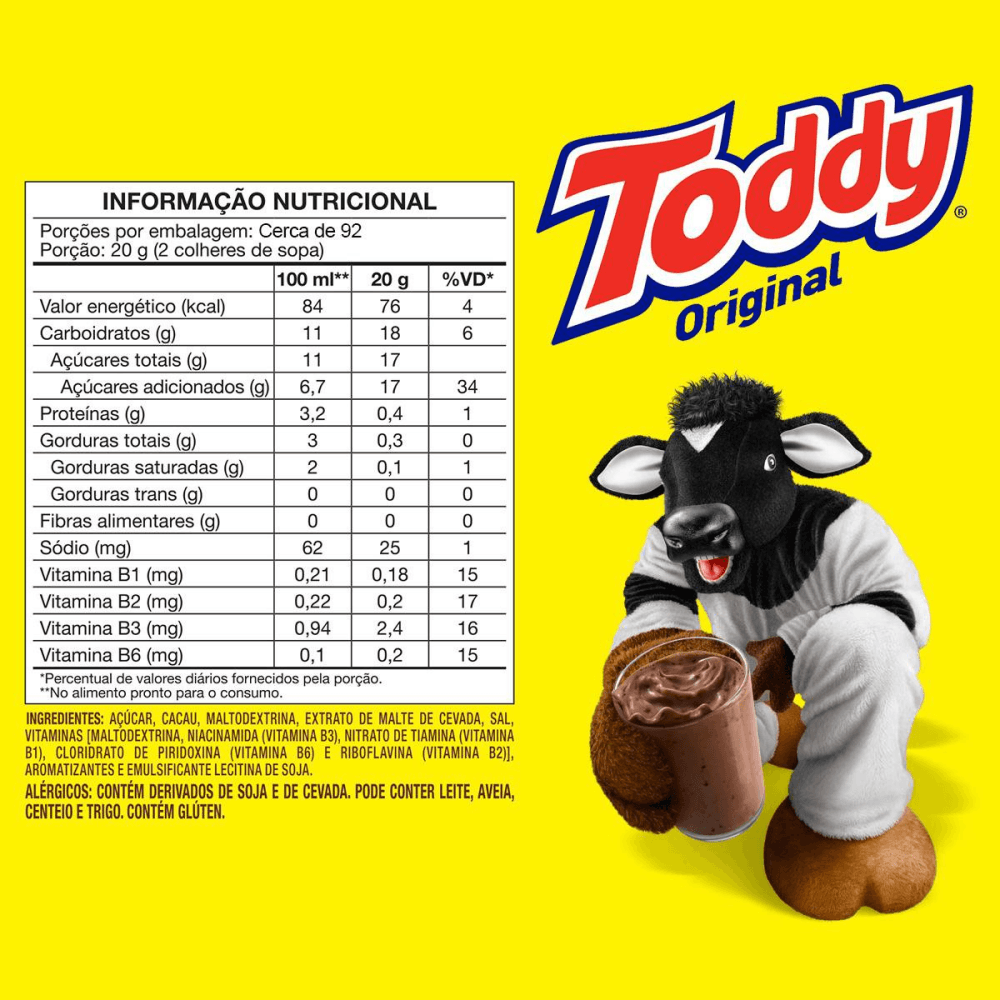 Toddy®
Original
INFORMAÇÃO NUTRICIONAL
Porções por embalagem: Cerca de 92
Porção: 20 g (2 colheres de sopa)
100 ml** 20 g %VD*
Valor energético (kcal) 84 76 4
Carboidratos (g) 11 18 6
Açúcares totais (g) 11 17
Açúcares adicionados (g) 6,7 17 34
Proteínas (g) 3,2 0,4 1
Gorduras totais (g) 3 0,3 0
Gorduras saturadas (g) 2 0,1 1
Gorduras trans (g) 0 0 0
Fibras alimentares (g) 0 0 0
Sódio (mg) 62 25 1
Vitamina B1 (mg) 0,21 0,18 15
Vitamina B2 (mg) 0,22 0,2 17
Vitamina B3 (mg) 0,94 2,4 16
Vitamina B6 (mg) 0,1 0,2 15
*Percentual de valores diários fornecidos pela porção.
**No alimento pronto para o consumo.
INGREDIENTES: AÇÚCAR, CACAU, MALTODEXTRINA, EXTRATO DE MALTE DE CEVADA, SAL,
VITAMINAS [MALTODEXTRINA, NIACINAMIDA (VITAMINA B3), NITRATO DE TIAMINA (VITAMINA
B1), CLORIDRATO DE PIRIDOXINA (VITAMINA B6) E RIBOFLAVINA (VITAMINA B2)],
AROMATIZANTES E EMULSIFICANTE LECITINA DE SOJA.
ALÉRGICOS: CONTÉM DERIVADOS DE SOJA E DE CEVADA. PODE CONTER LEITE, AVEIA,
CENTEIO E TRIGO. CONTÉM GLÚTEN.